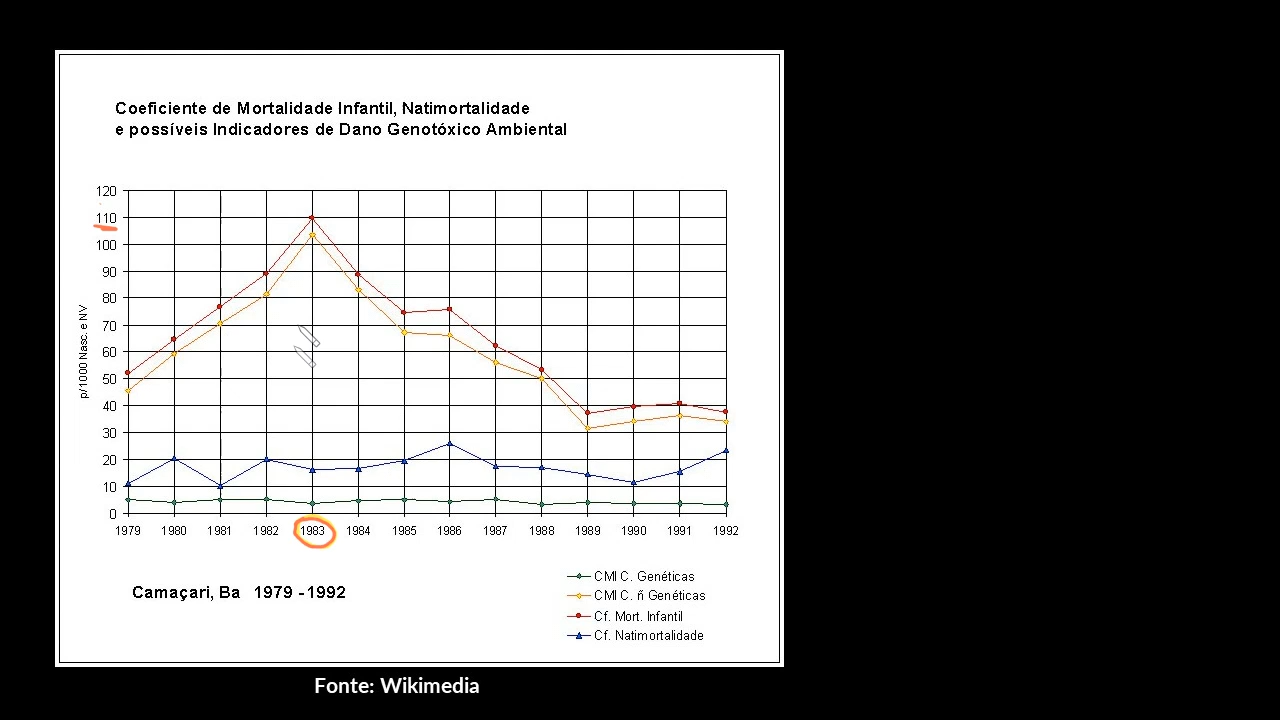 Coeficiente de Mortalidade Infantil, Natimortalidade
e possíveis Indicadores de Dano Genotóxico Ambiental
120
110
100
90
80
70
60
50
40
30
20
10
0
p/1000 Nasc. e NV
1979 1980 1981 1982 1983 1984 1985 1986 1987 1988 1989 1990 1991 1992
Camaçari, Ba 1979 - 1992
CMI C. Genéticas
CMI C. ñ Genéticas
Cf. Mort. Infantil
Cf. Natimortalidade
Fonte: Wikimedia